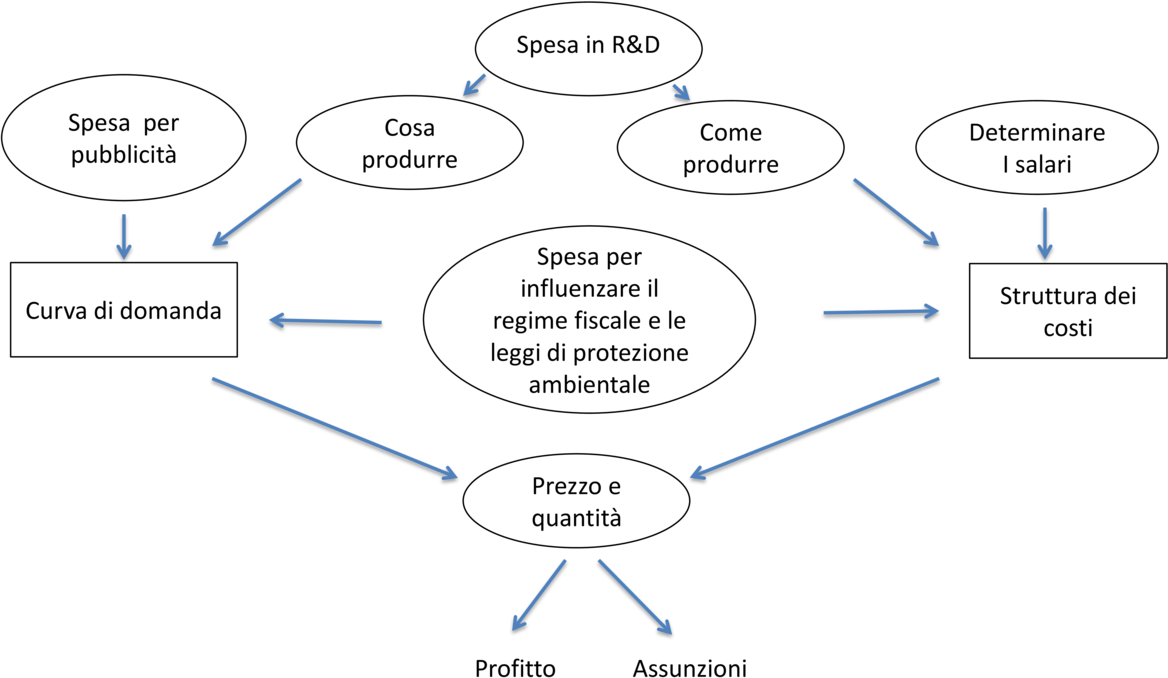 Spesa in R&D
Spesa per
pubblicità
Cosa
produrre
Come
produrre
Determinare
I salari
Curva di domanda
Spesa per
influenzare il
regime fiscale e le
leggi di protezione
ambientale
Struttura dei
costi
Prezzo e
quantità
Profitto
Assunzioni